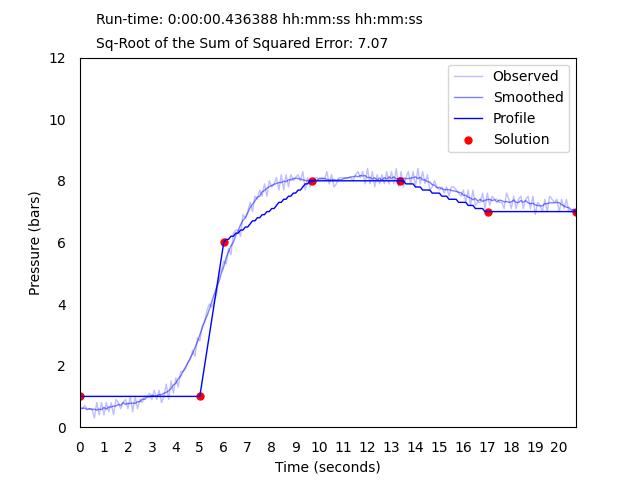 Run-time: 0:00:00.436388 hh:mm:ss hh:mm:ss
Sq-Root of the Sum of Squared Error: 7.07
12
10
8
6
4
2
0
Pressure (bars)
Observed
Smoothed
Profile
Solution
0 1 2 3 4 5 6 7 8 9 10 11 12 13 14 15 16 17 18 19 20
Time (seconds)